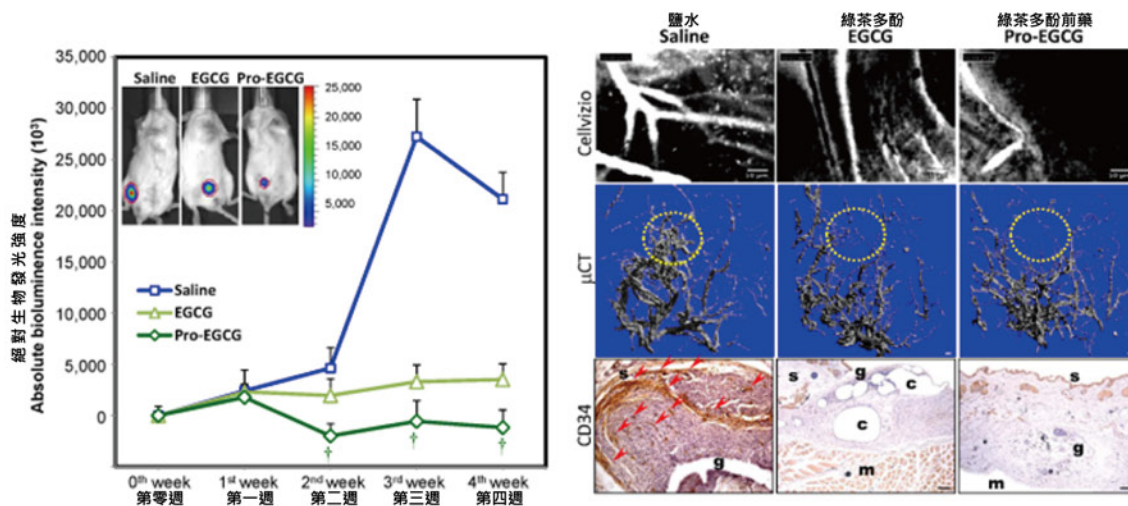 絕對生物發光強度
Absolute bioluminence intensity (10³)
35,000
30,000
25,000
20,000
15,000
10,000
5,000
0
Saline EGCG Pro-EGCG
25,000
20,000
15,000
10,000
5,000
Saline
EGCG
Pro-EGCG
†
†
†
0th week
第零週
1st week
第一週
2nd week
第二週
3rd week
第三週
4th week
第四週
鹽水
Saline
綠茶多酚
EGCG
綠茶多酚前藥
Pro-EGCG
Cellvizio
μCT
CD34
s
g
s
g
c
c
m
s
g
m